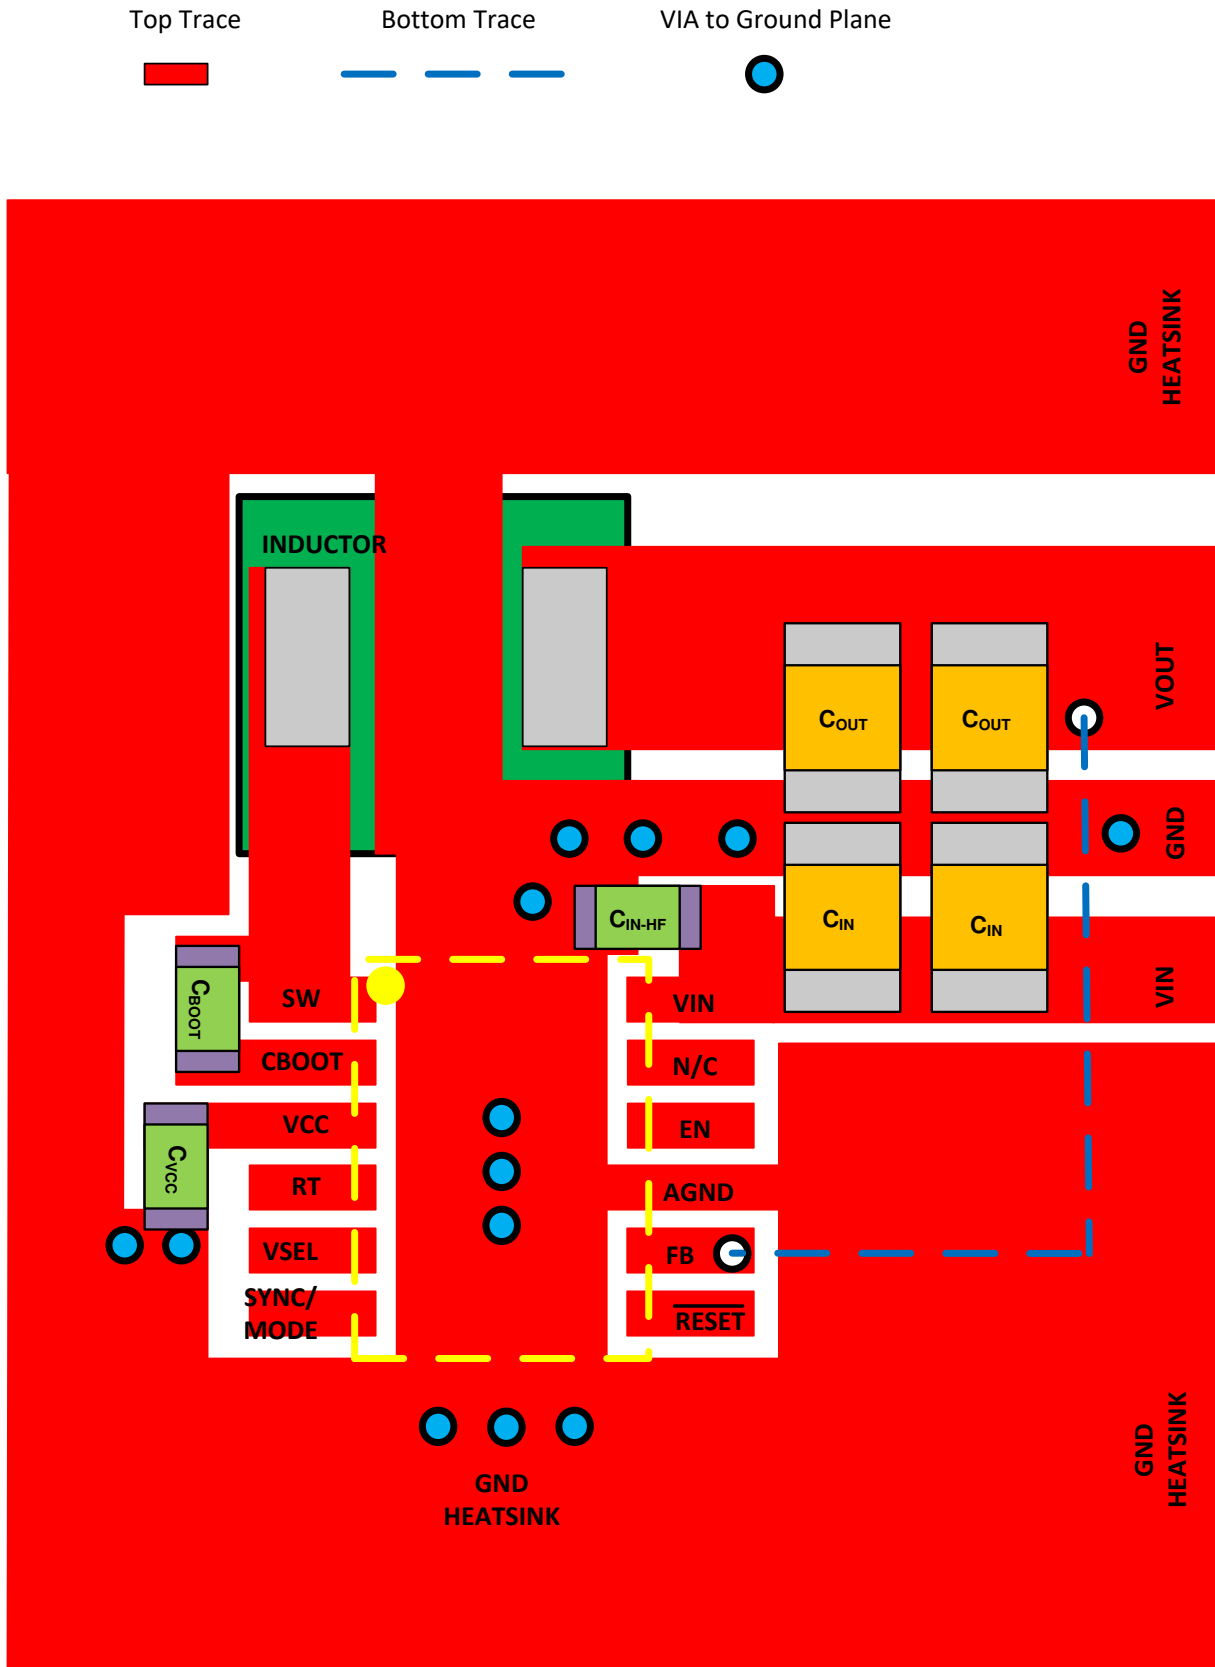 Top Trace
Bottom Trace
VIA to Ground Plane
GND
HEATSINK
INDUCTOR
VOUT
COUT
COUT
GND
CIN-HF
CIN
CIN
VIN
CBOOT
SW
VIN
CBOOT
N/C
CVCC
VCC
EN
RT
AGND
VSEL
FB
SYNC/
MODE
RESET
GND
HEATSINK
GND
HEATSINK